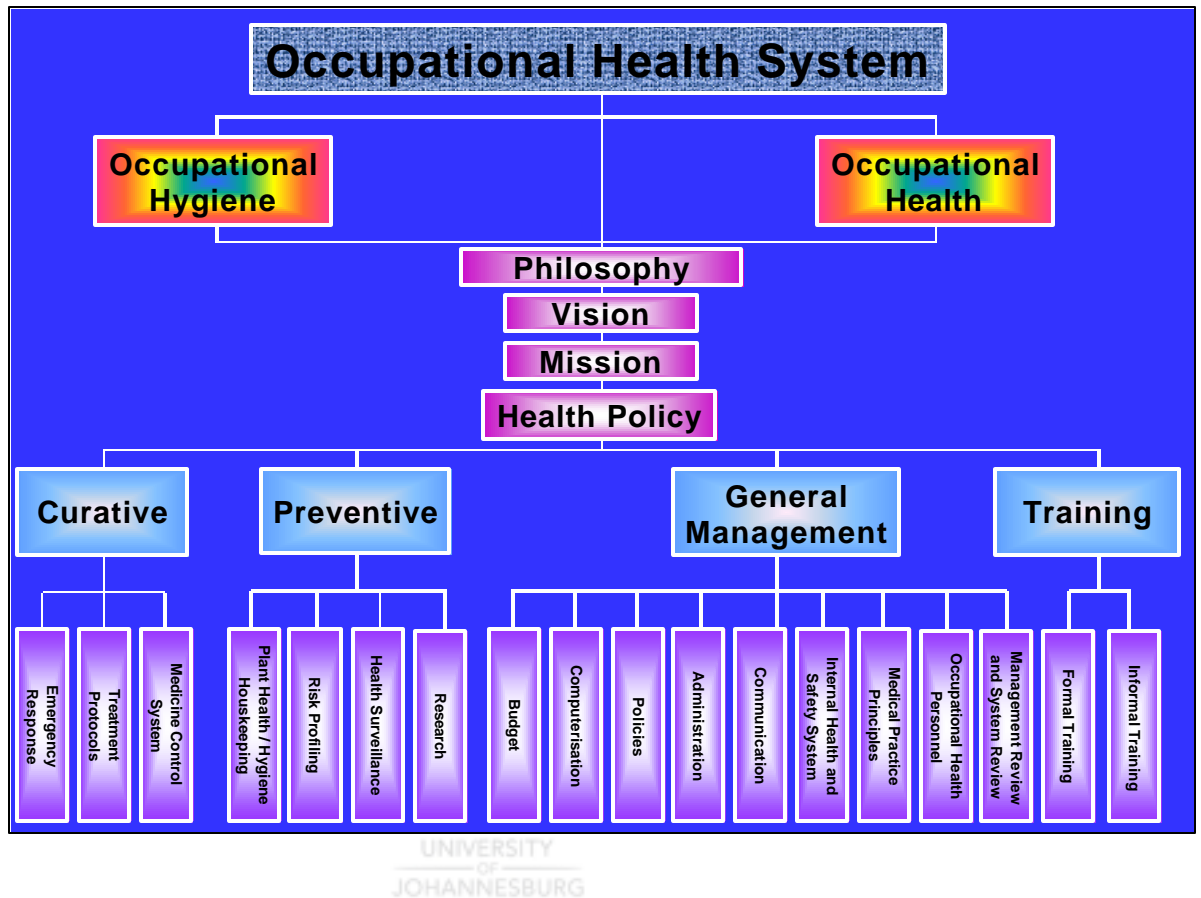 Occupational Health System
Occupational
Hygiene
Occupational
Health
Philosophy
Vision
Mission
Health Policy
Curative
Preventive
General
Management
Training
Emergency
Response
Treatment
Protocols
Medicine Control
System
Plant Health / Hygiene
Houskeeping
Risk Profiling
Health Surveillance
Research
Budget
Computerisation
Policies
Administration
Communication
Internal Health and
Safety System
Medical Practice
Principles
Occupational Health
Personnel
Management Review
and System Review
Formal Training
Informal Training
UNIVERSITY
OF
JOHANNESBURG